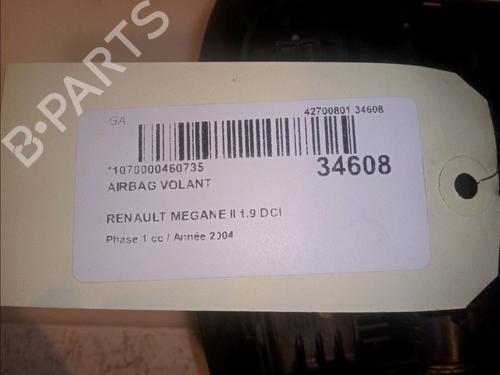 B-PARTS
GA
42700801 34608
*1070000460735
34608
AIRBAG VOLANT
RENAULT MEGANE II 1.9 DCI
Phase 1 cc / Année 2004